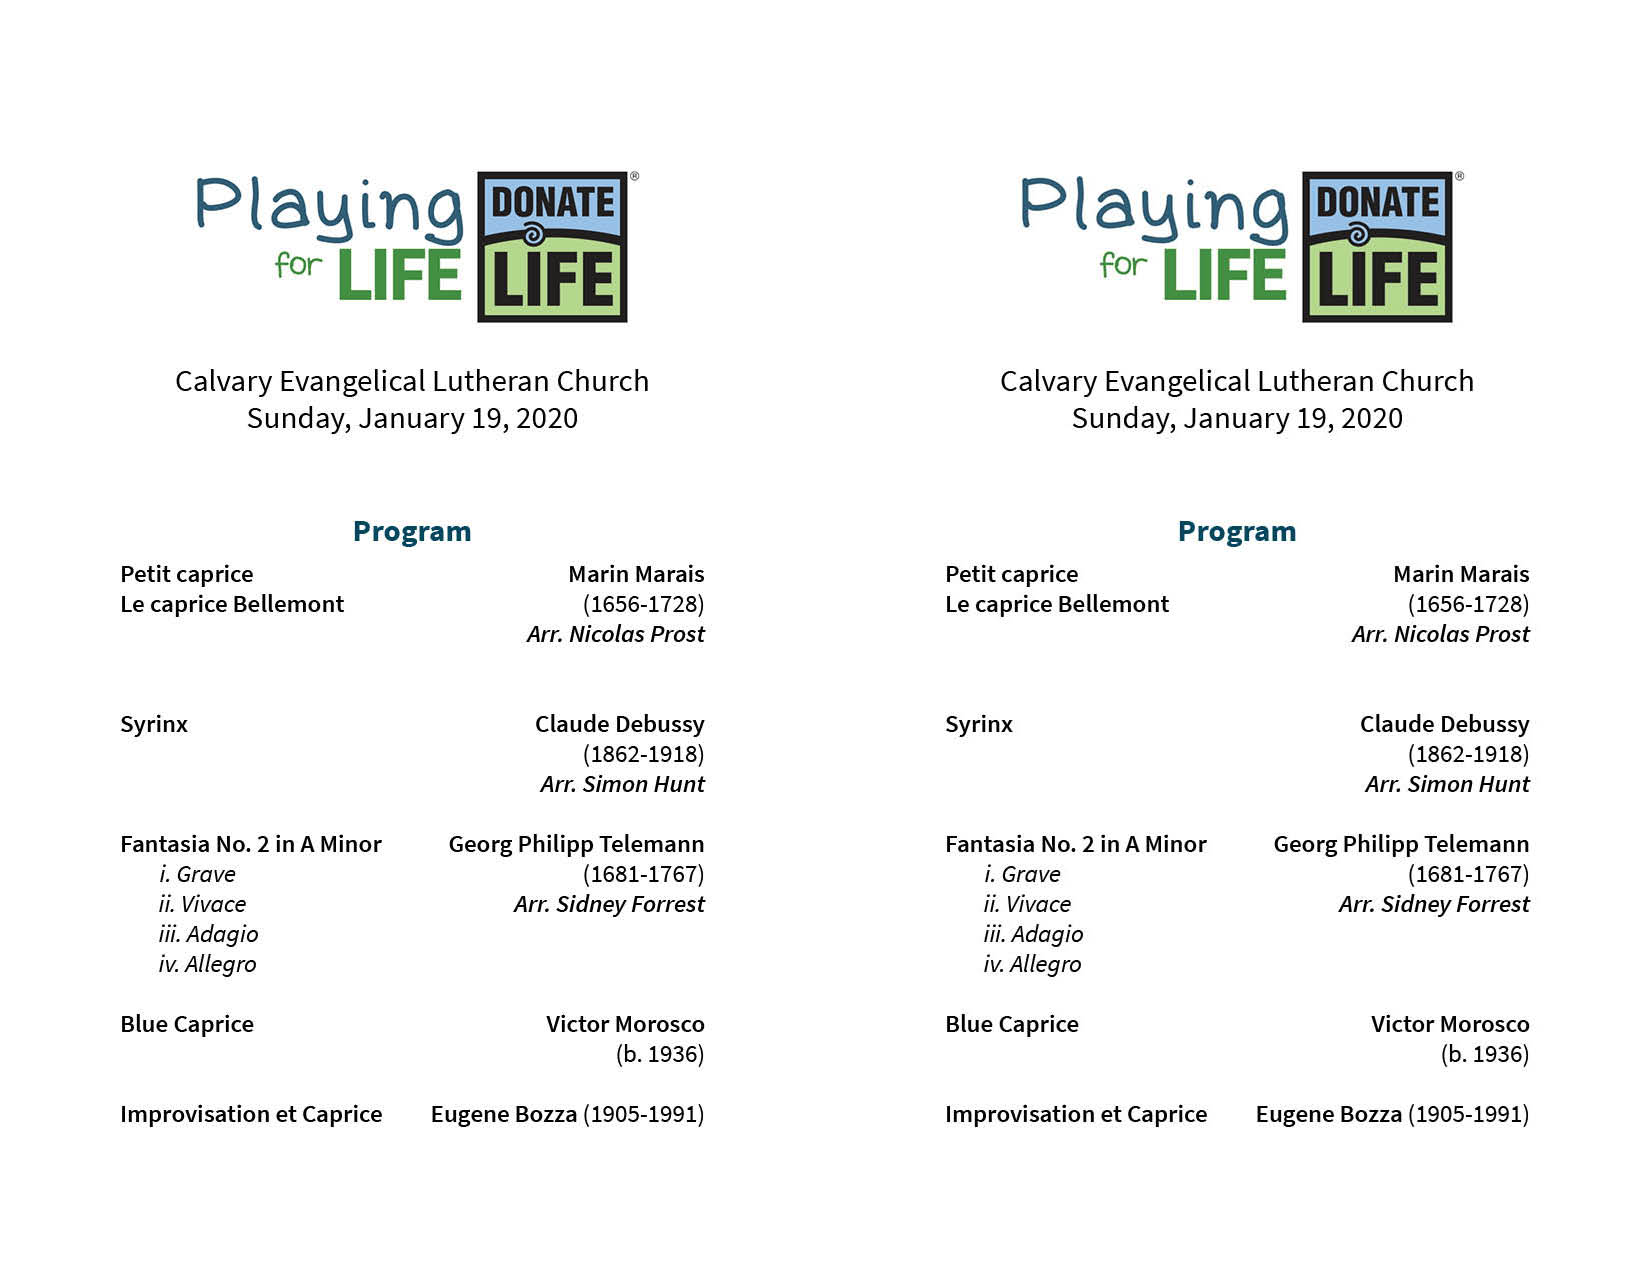 Playing
for LIFE
DONATE
LIFE
®
Calvary Evangelical Lutheran Church
Sunday, January 19, 2020
Program
Petit caprice Marin Marais
Le caprice Bellemont (1656-1728)
Arr. Nicolas Prost
Syrinx Claude Debussy
(1862-1918)
Arr. Simon Hunt
Fantasia No. 2 in A Minor Georg Philipp Telemann
i. Grave (1681-1767)
ii. Vivace Arr. Sidney Forrest
iii. Adagio
iv. Allegro
Blue Caprice Victor Morosco
(b. 1936)
Improvisation et Caprice Eugene Bozza (1905-1991)
Playing
for LIFE
DONATE
LIFE
®
Calvary Evangelical Lutheran Church
Sunday, January 19, 2020
Program
Petit caprice Marin Marais
Le caprice Bellemont (1656-1728)
Arr. Nicolas Prost
Syrinx Claude Debussy
(1862-1918)
Arr. Simon Hunt
Fantasia No. 2 in A Minor Georg Philipp Telemann
i. Grave (1681-1767)
ii. Vivace Arr. Sidney Forrest
iii. Adagio
iv. Allegro
Blue Caprice Victor Morosco
(b. 1936)
Improvisation et Caprice Eugene Bozza (1905-1991)